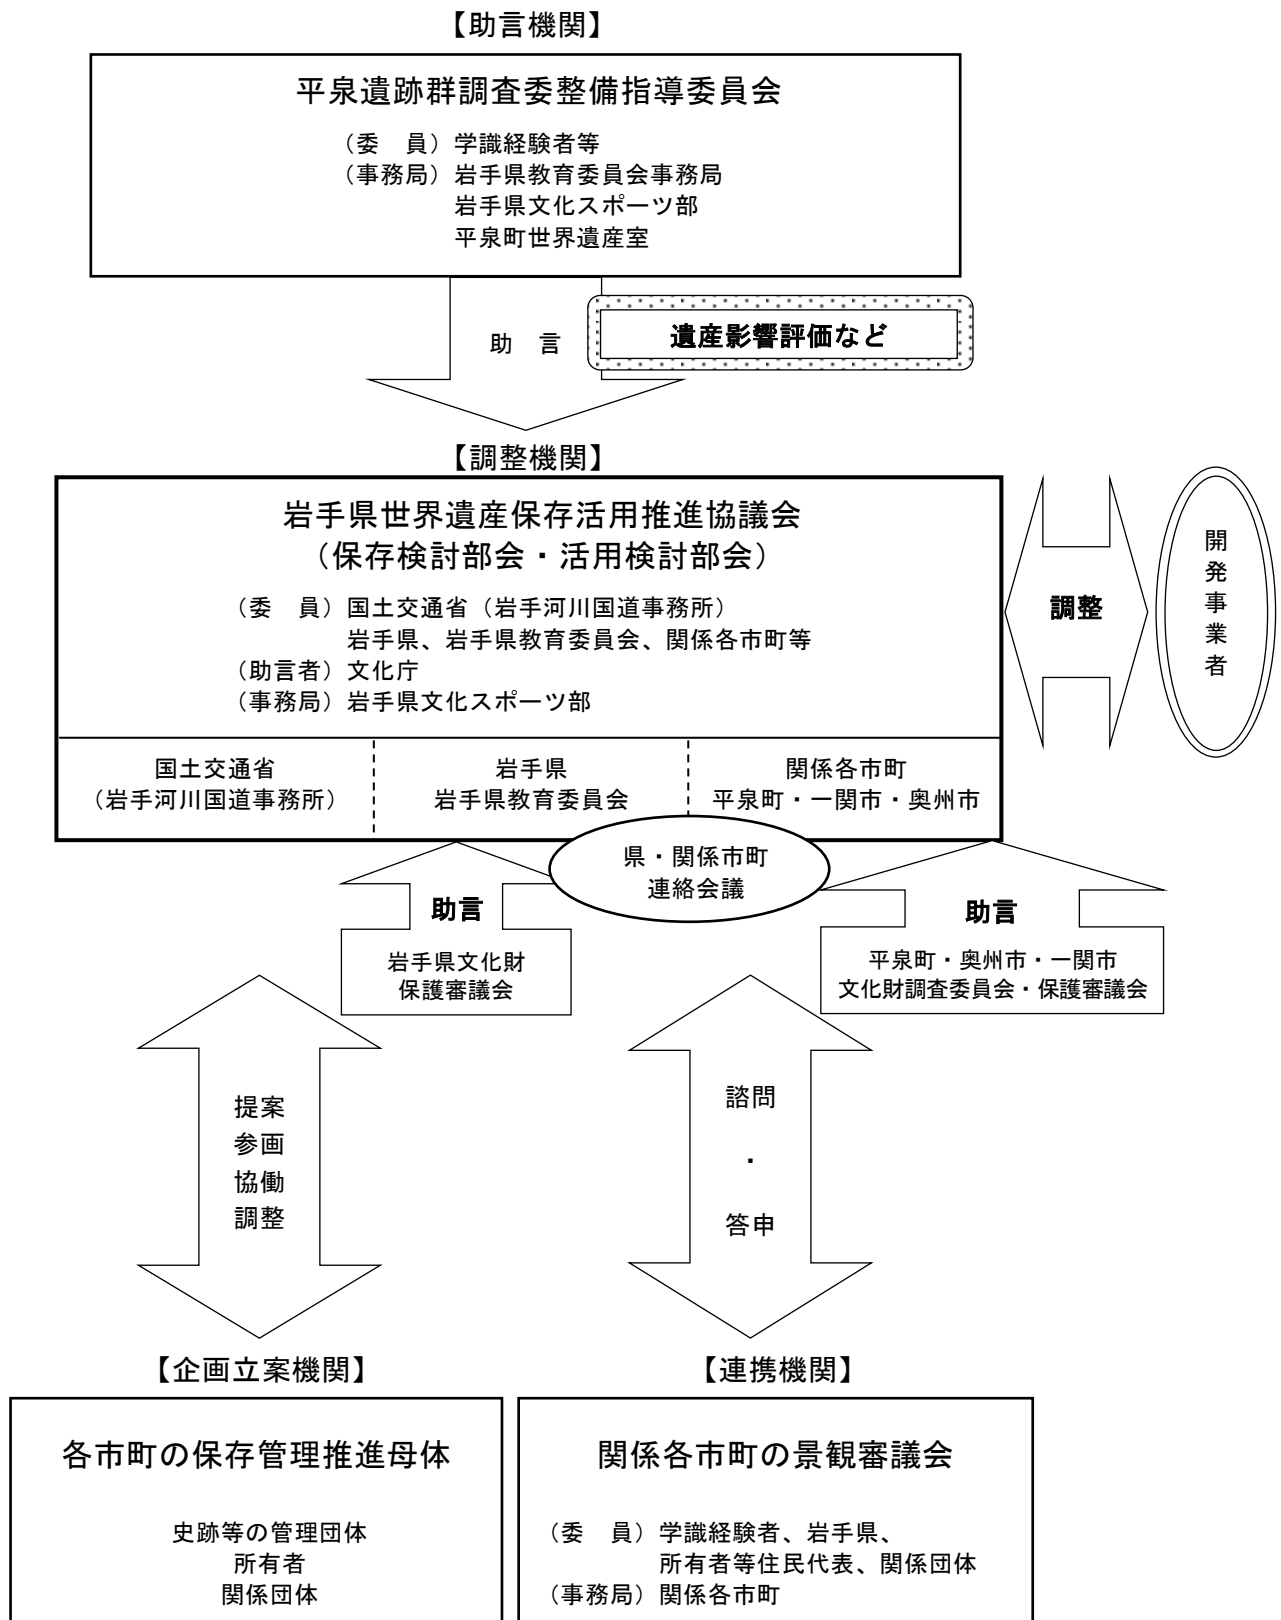 【助言機関】
平泉遺跡群調査委整備指導委員会
（委　員）学識経験者等
（事務局）岩手県教育委員会事務局
岩手県文化スポーツ部
平泉町世界遺産室
助　言
遺産影響評価など
【調整機関】
岩手県世界遺産保存活用推進協議会
（保存検討部会・活用検討部会）
（委　員）国土交通省（岩手河川国道事務所）
岩手県、岩手県教育委員会、関係各市町等
（助言者）文化庁
（事務局）岩手県文化スポーツ部
調整
開発事業者
国土交通省
（岩手河川国道事務所）
岩手県
岩手県教育委員会
関係各市町
平泉町・一関市・奥州市
県・関係市町
連絡会議
助言
岩手県文化財
保護審議会
助言
平泉町・奥州市・一関市
文化財調査委員会・保護審議会
提案
参画
協働
調整
諮問
・
答申
【企画立案機関】
各市町の保存管理推進母体
史跡等の管理団体
所有者
関係団体
【連携機関】
関係各市町の景観審議会
（委　員）学識経験者、岩手県、
所有者等住民代表、関係団体
（事務局）関係各市町